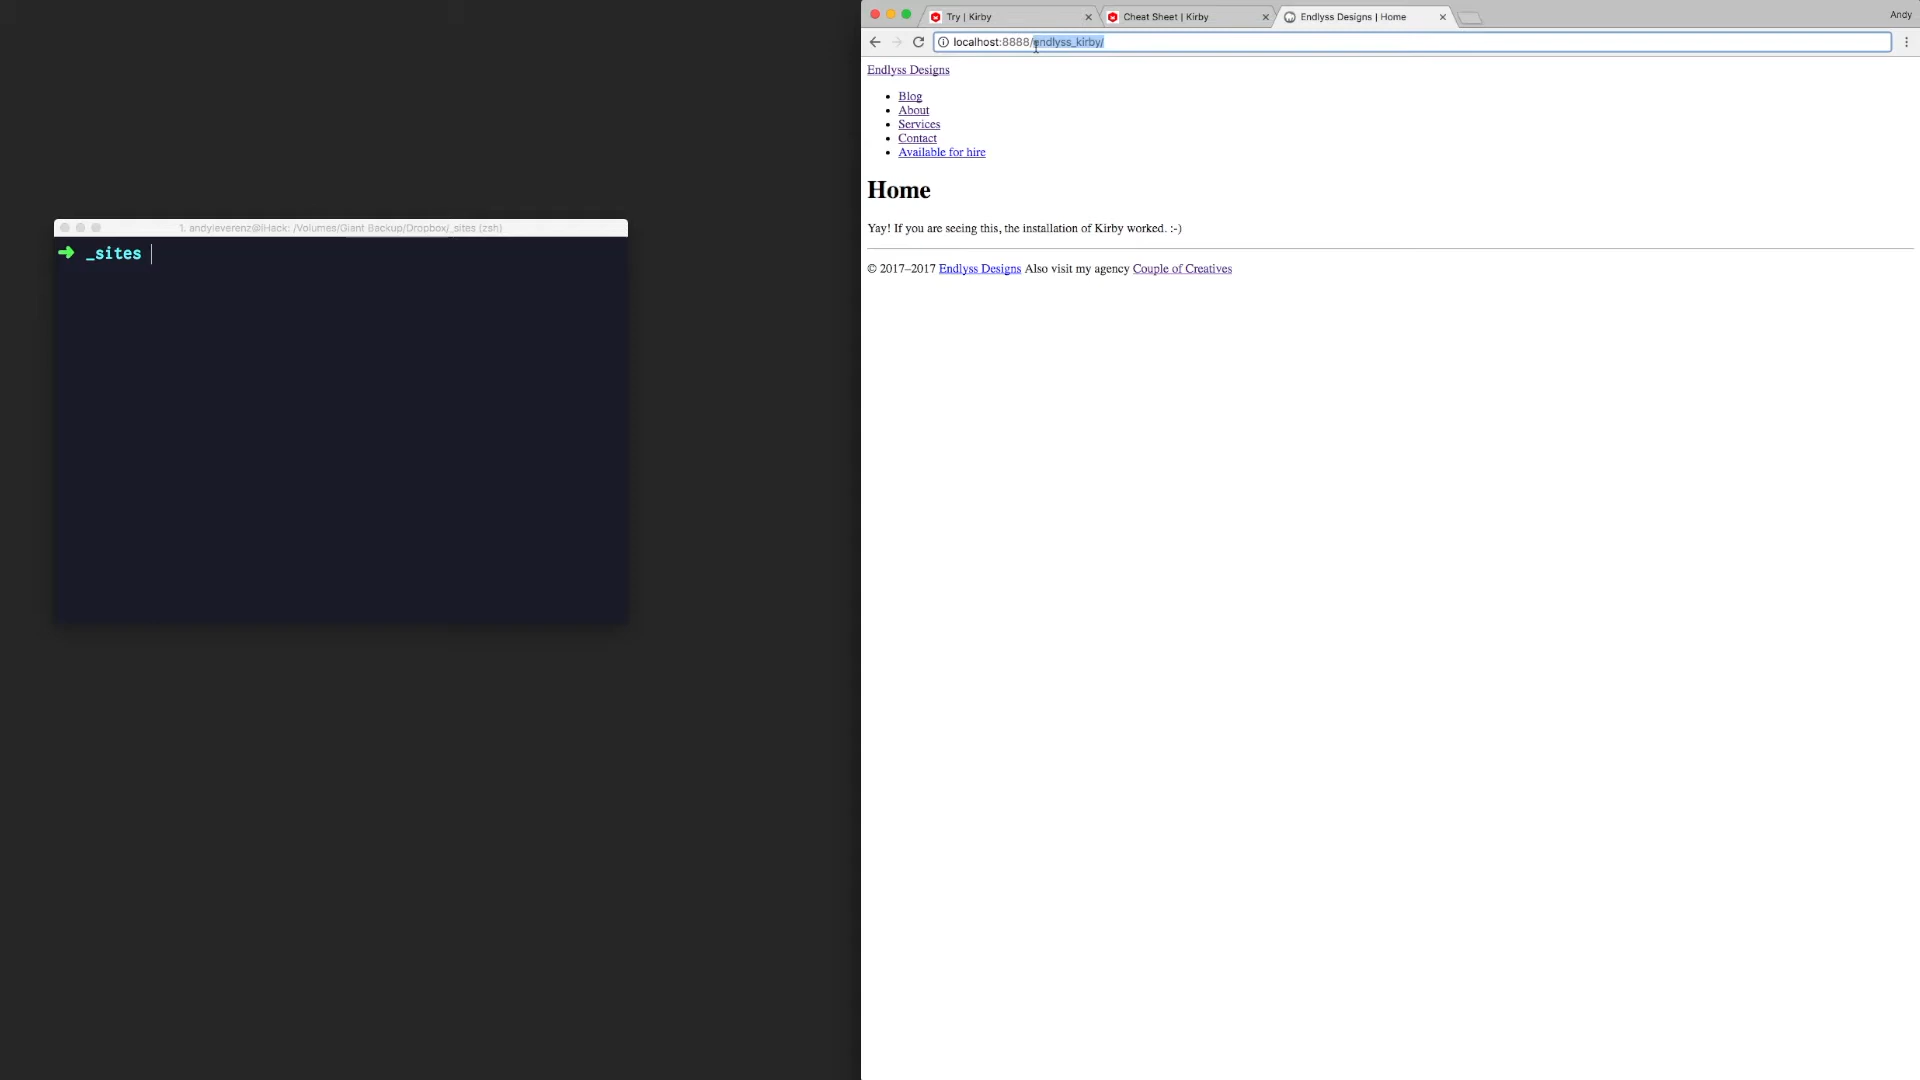 1. andyleverenz@iHack: /Volumes/Giant Backup/Dropbox/_sites (zsh)
➜ _sites
Try | Kirby
Cheat Sheet | Kirby
Endlyss Designs | Home
Andy
localhost:8888/endlyss_kirby/
Endlyss Designs
• Blog
• About
• Services
• Contact
• Available for hire
Home
Yay! If you are seeing this, the installation of Kirby worked. :-)
© 2017–2017 Endlyss Designs Also visit my agency Couple of Creatives